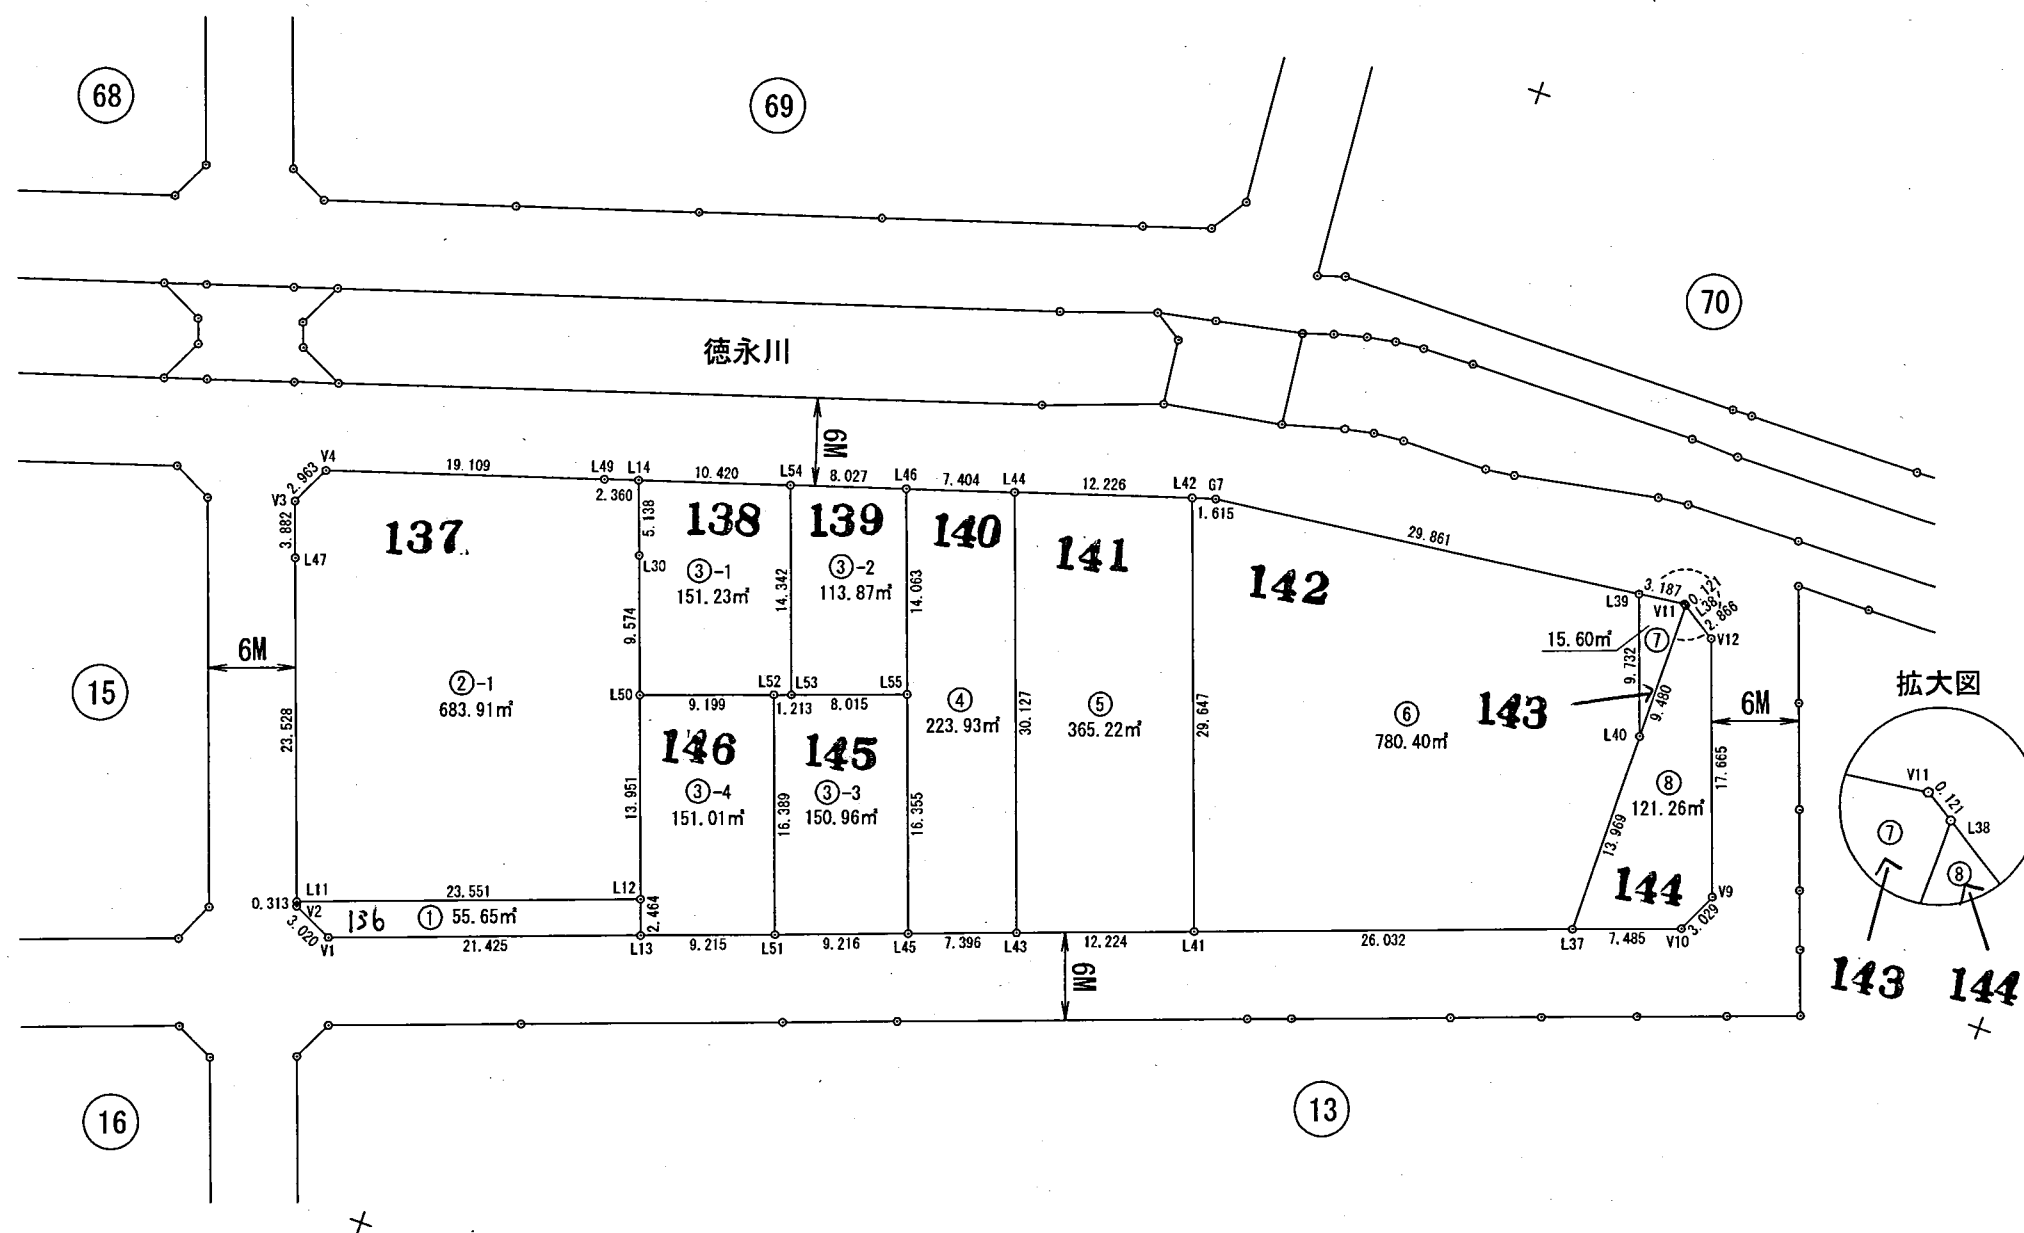 68
69
70
徳永川
6M
V4
2.963
V3
3.882
L47
19.109
L49
L14
2.360
10.420
L54
8.027
L46
7.404
L44
12.226
L42
G7
1.615
29.861
137
138
139
140
141
142
5.138
L30
9.574
③-1
151.23㎡
14.342
③-2
113.87㎡
14.063
L39
3.187
V11
0.121
L38
2.866
V12
15.60㎡
⑦
9.732
143
9.480
L40
6M
15
6M
23.528
②-1
683.91㎡
L50
9.199
L52
1.213
L53
8.015
L55
④
223.93㎡
30.127
⑤
365.22㎡
29.647
⑥
780.40㎡
146
145
13.951
③-4
151.01㎡
16.389
③-3
150.96㎡
16.355
13.969
⑧
121.26㎡
17.665
144
L11
0.313
V2
3.020
V1
23.551
L12
136
①
55.65㎡
2.464
21.425
L13
9.215
L51
9.216
L45
7.396
L43
12.224
L41
26.032
L37
7.485
V10
3.029
V9
6M
拡大図
V11
0.121
L38
⑦
⑧
143
144
16
13